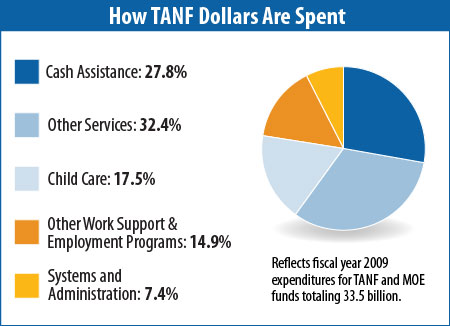 How TANF Dollars Are Spent
Cash Assistance: 27.8%
Other Services: 32.4%
Child Care: 17.5%
Other Work Support &
Employment Programs: 14.9%
Systems and
Administration: 7.4%
Reflects fiscal year 2009
expenditures for TANF and MOE
funds totaling 33.5 billion.